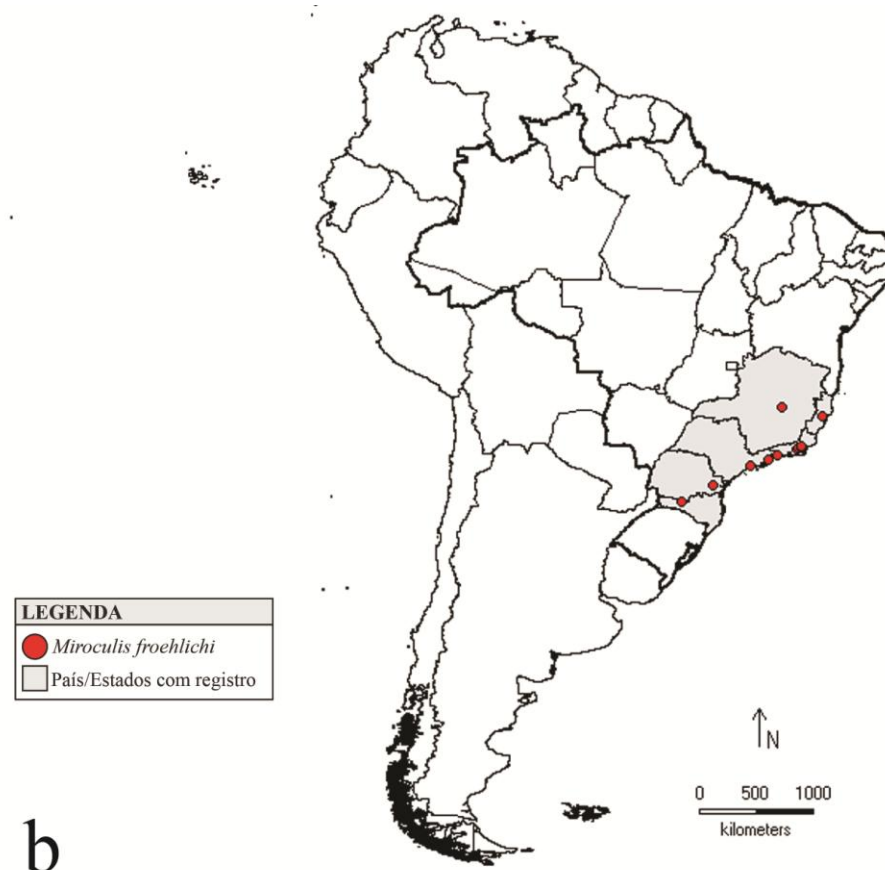 LEGENDA
Miroculis froehlichi
País/Estados com registro
N
0 500 1000
kilometers
b